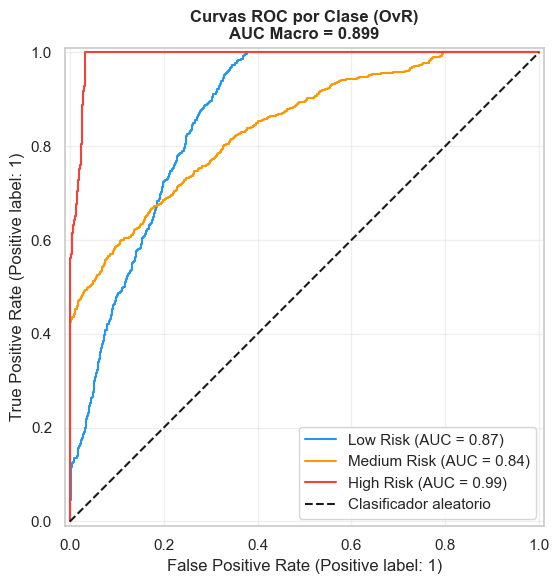 Curvas ROC por Clase (OvR)
AUC Macro = 0.899
True Positive Rate (Positive label: 1)
1.0
0.8
0.6
0.4
0.2
0.0
0.0 0.2 0.4 0.6 0.8 1.0
False Positive Rate (Positive label: 1)
Low Risk (AUC = 0.87)
Medium Risk (AUC = 0.84)
High Risk (AUC = 0.99)
Clasificador aleatorio